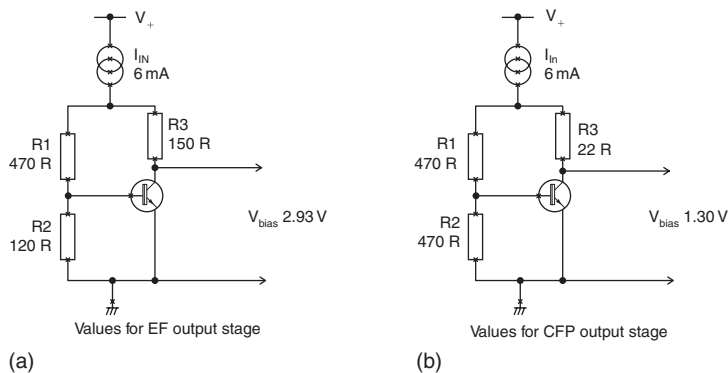 V+
IIN
6 mA
R3
150 R
R1
470 R
R2
120 R
Vbias 2.93 V
Values for EF output stage
(a)
V+
IIn
6 mA
R3
22 R
R1
470 R
R2
470 R
Vbias 1.30 V
Values for CFP output stage
(b)